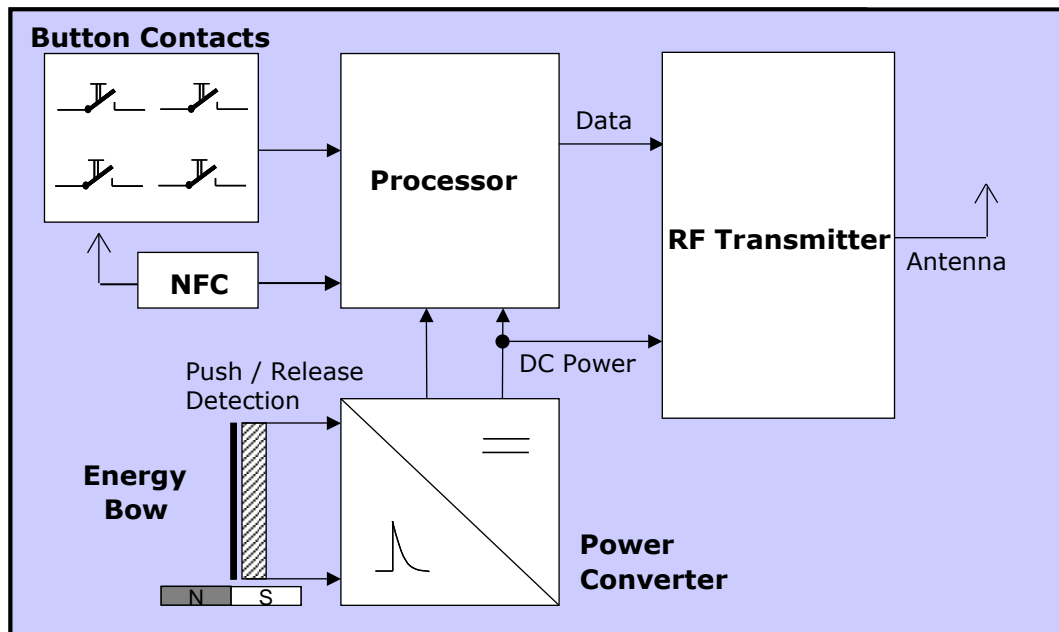 Button Contacts
Data
Processor
RF Transmitter
Antenna
NFC
DC Power
Push / Release
Detection
Energy
Bow
Power
Converter
N S